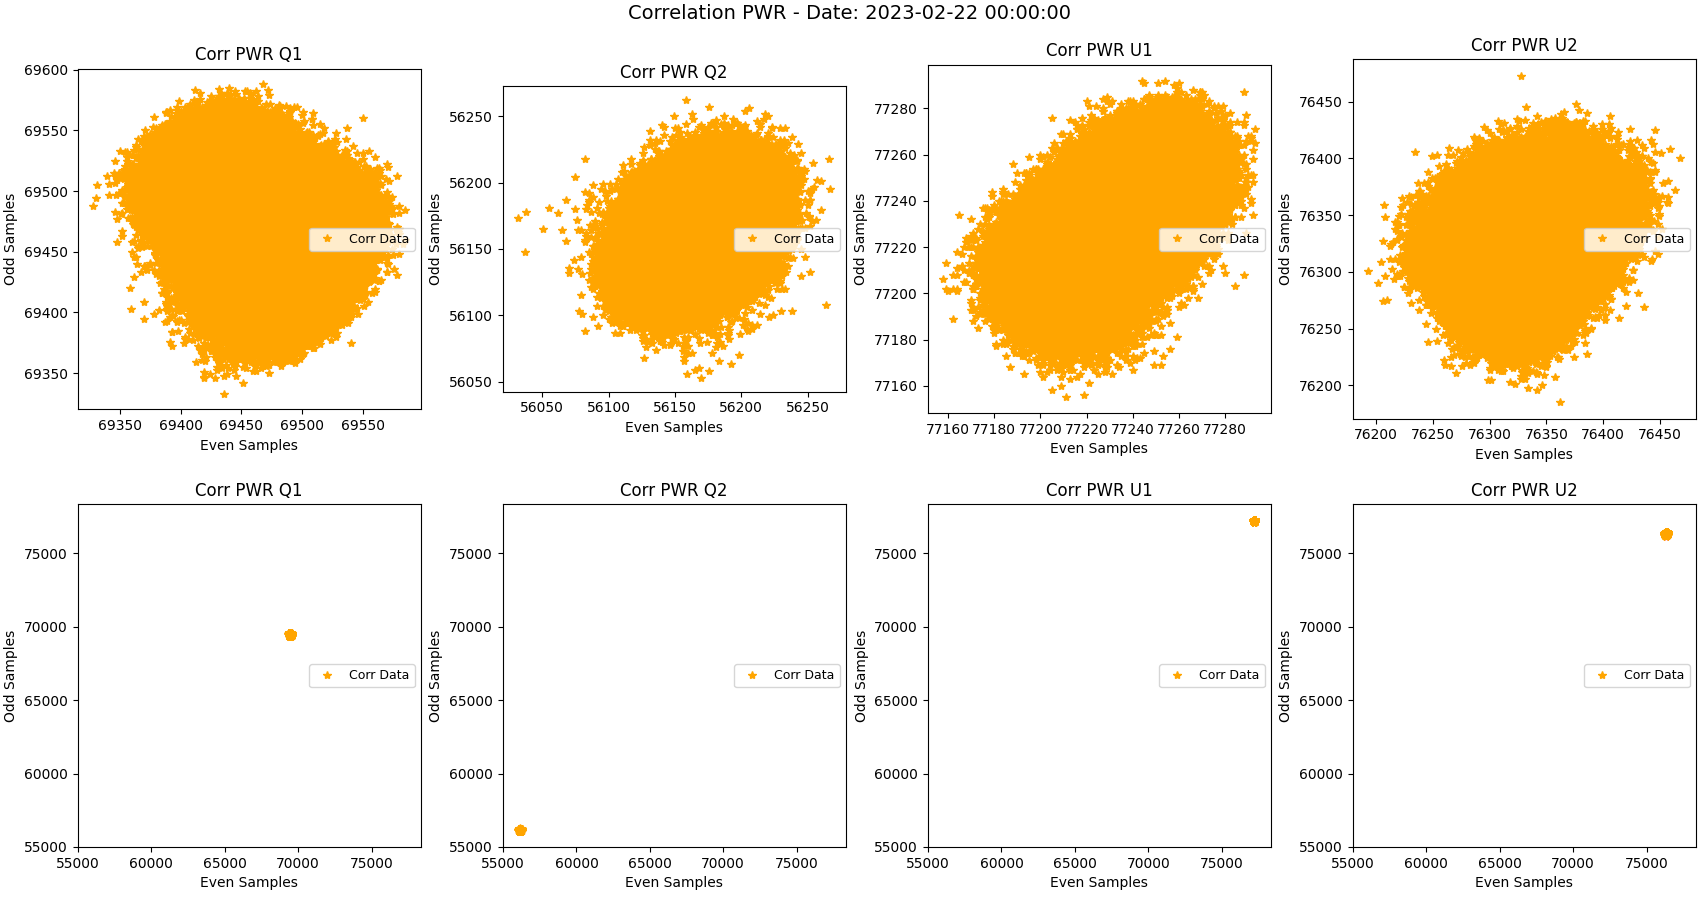 Correlation PWR - Date: 2023-02-22 00:00:00
Corr PWR Q1
69600
69550
69500
69450
69400
69350
Odd Samples
Corr Data
69350 69400 69450 69500 69550
Even Samples
Corr PWR Q2
56250
56200
56150
56100
56050
Odd Samples
Corr Data
56050 56100 56150 56200 56250
Even Samples
Corr PWR U1
77280
77260
77240
77220
77200
77180
77160
Odd Samples
Corr Data
77160 77180 77200 77220 77240 77260 77280
Even Samples
Corr PWR U2
76450
76400
76350
76300
76250
76200
Odd Samples
Corr Data
76200 76250 76300 76350 76400 76450
Even Samples
Corr PWR Q1
75000
70000
65000
60000
55000
Odd Samples
Corr Data
55000 60000 65000 70000 75000
Even Samples
Corr PWR Q2
75000
70000
65000
60000
55000
Odd Samples
Corr Data
55000 60000 65000 70000 75000
Even Samples
Corr PWR U1
75000
70000
65000
60000
55000
Odd Samples
Corr Data
55000 60000 65000 70000 75000
Even Samples
Corr PWR U2
75000
70000
65000
60000
55000
Odd Samples
Corr Data
55000 60000 65000 70000 75000
Even Samples